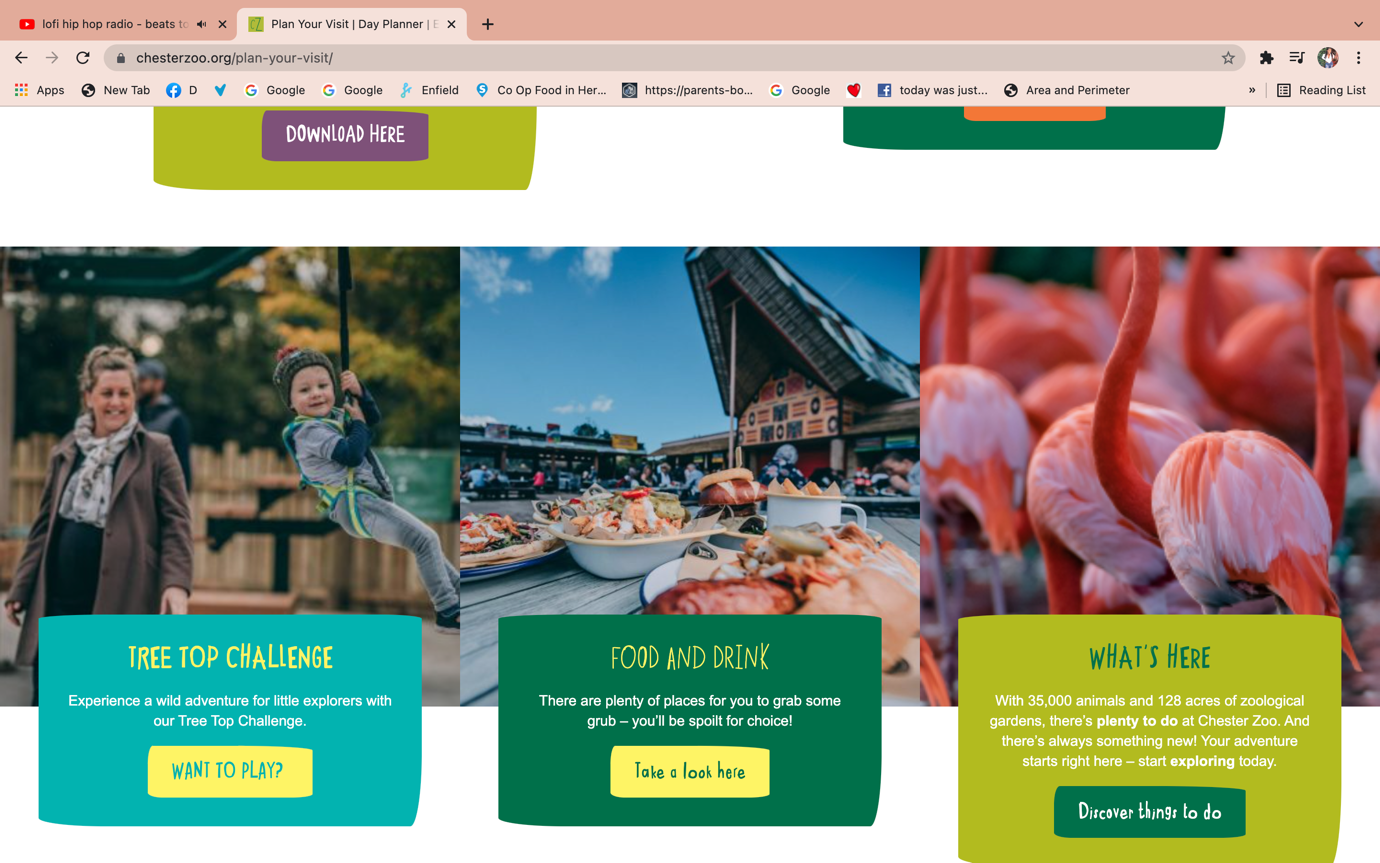 lofi hip hop radio - beats to
Plan Your Visit | Day Planner | E
chesterzoo.org/plan-your-visit/
Apps
New Tab
D
Google
Google
Enfield
Co Op Food in Her...
https://parents-bo...
Google
today was just...
Area and Perimeter
»
Reading List
DOWNLOAD HERE
TREE TOP CHALLENGE
Experience a wild adventure for little explorers with
our Tree Top Challenge.
WANT TO PLAY?
FOOD AND DRINK
There are plenty of places for you to grab some
grub – you'll be spoilt for choice!
Take a look here
WHAT'S HERE
With 35,000 animals and 128 acres of zoological
gardens, there's plenty to do at Chester Zoo. And
there's always something new! Your adventure
starts right here – start exploring today.
Discover things to do